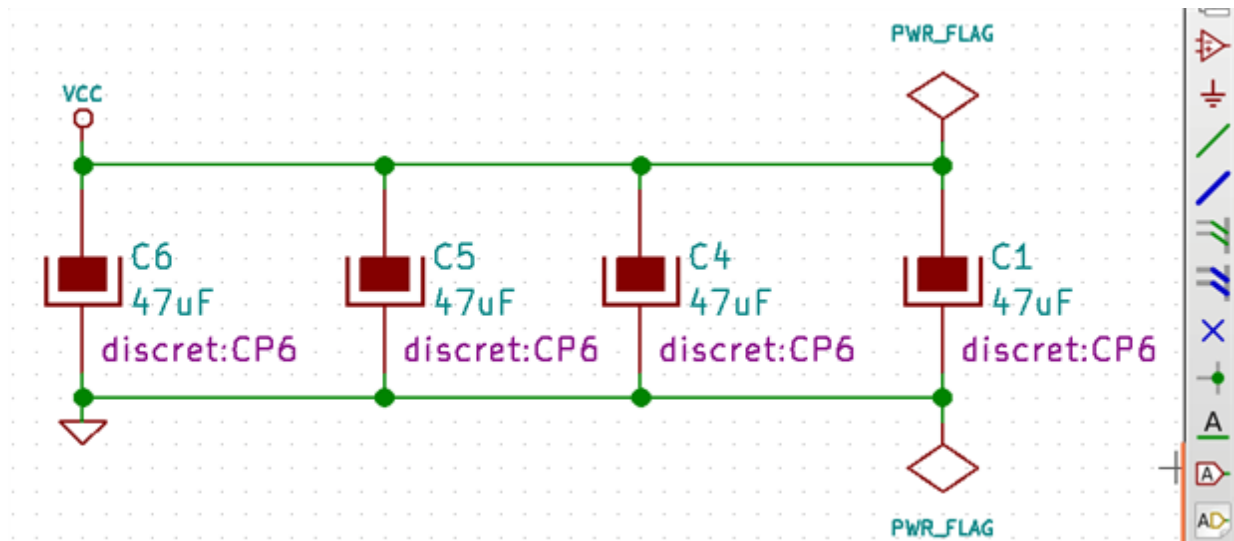 PWR_FLAG
VCC
C6
47uF
discret:CP6
C5
47uF
discret:CP6
C4
47uF
discret:CP6
C1
47uF
discret:CP6
PWR_FLAG
A
A
AD